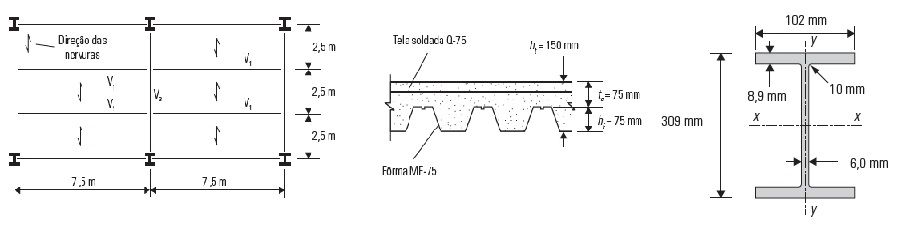 Direção das
nervuras
V₁
V₁
V₁
V₂
V₁
2,5 m
2,5 m
2,5 m
7,5 m
7,5 m
Tela soldada Q-75
hₜ = 150 mm
= 75 mm
= 75 mm
Fôrma MF-75
102 mm
y
8,9 mm
10 mm
309 mm
x
x
6,0 mm
y